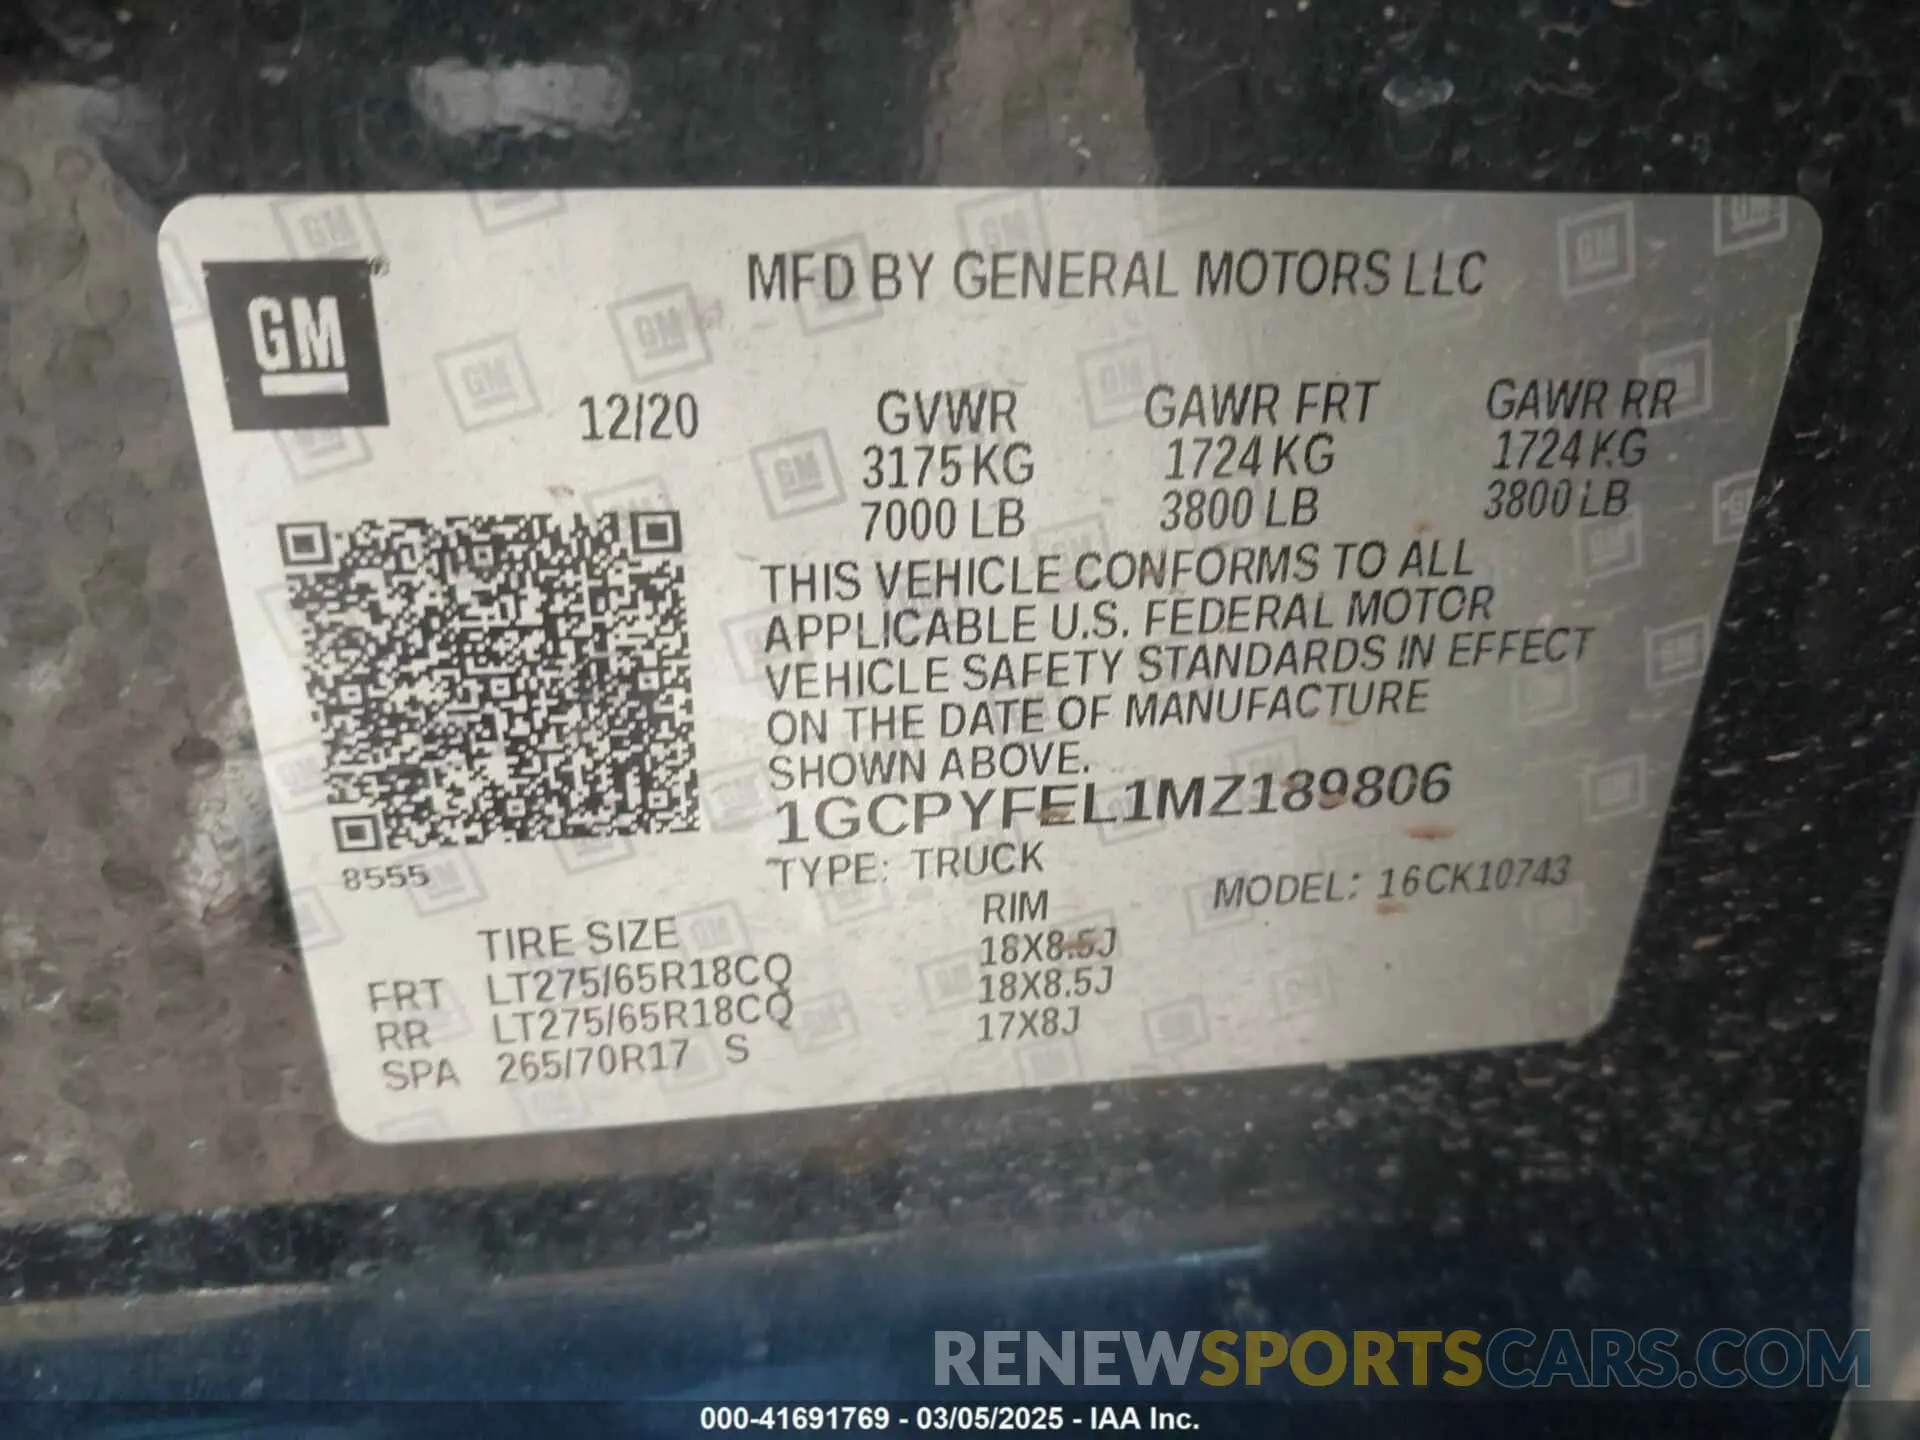 GM
MFD BY GENERAL MOTORS LLC
12/20 GVWR GAWR FRT GAWR RR
3175 KG 1724 KG 1724 KG
7000 LB 3800 LB 3800 LB
THIS VEHICLE CONFORMS TO ALL
APPLICABLE U.S. FEDERAL MOTOR
VEHICLE SAFETY STANDARDS IN EFFECT
ON THE DATE OF MANUFACTURE
SHOWN ABOVE.
1GCPYFEL1MZ189806
8555
TYPE: TRUCK MODEL: 16CK10743
TIRE SIZE RIM
FRT LT275/65R18CQ 18X8.5J
RR LT275/65R18CQ 18X8.5J
SPA 265/70R17 S 17X8J
RENEWSPORTSCARS.COM
000-41691769 - 03/05/2025 - IAA Inc.